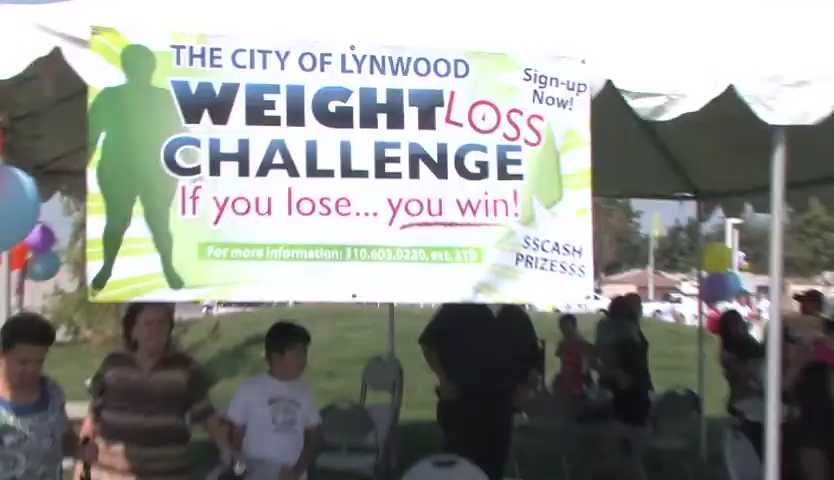 THE CITY OF LYNWOOD
Sign-up
Now!
WEIGHT LOSS
CHALLENGE
If you lose... you win!
For more information: 310.603.0220, ext. 319
$$CASH
PRIZES$$